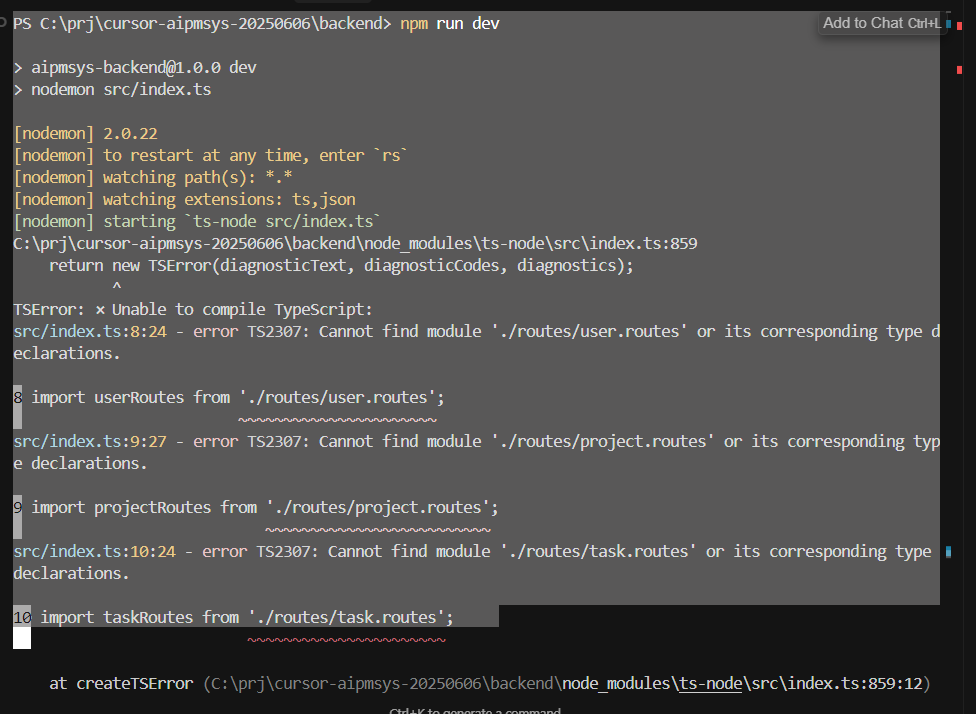 PS C:\prj\cursor-aipmsys-20250606\backend> npm run dev
Add to Chat Ctrl+L
> aipmsys-backend@1.0.0 dev
> nodemon src/index.ts
[nodemon] 2.0.22
[nodemon] to restart at any time, enter `rs`
[nodemon] watching path(s): *.*
[nodemon] watching extensions: ts,json
[nodemon] starting `ts-node src/index.ts`
C:\prj\cursor-aipmsys-20250606\backend\node_modules\ts-node\src\index.ts:859
    return new TSError(diagnosticText, diagnosticCodes, diagnostics);
           ^
TSError: × Unable to compile TypeScript:
src/index.ts:8:24 - error TS2307: Cannot find module './routes/user.routes' or its corresponding type d
eclarations.
8 import userRoutes from './routes/user.routes';
~~~~~~~~~~~~~~~~~~~~~~
src/index.ts:9:27 - error TS2307: Cannot find module './routes/project.routes' or its corresponding typ
e declarations.
9 import projectRoutes from './routes/project.routes';
~~~~~~~~~~~~~~~~~~~~~~~~~
src/index.ts:10:24 - error TS2307: Cannot find module './routes/task.routes' or its corresponding type
declarations.
10 import taskRoutes from './routes/task.routes';
~~~~~~~~~~~~~~~~~~~~~~
    at createTSError (C:\prj\cursor-aipmsys-20250606\backend\node_modules\ts-node\src\index.ts:859:12)
Ctrl+K to generate a command